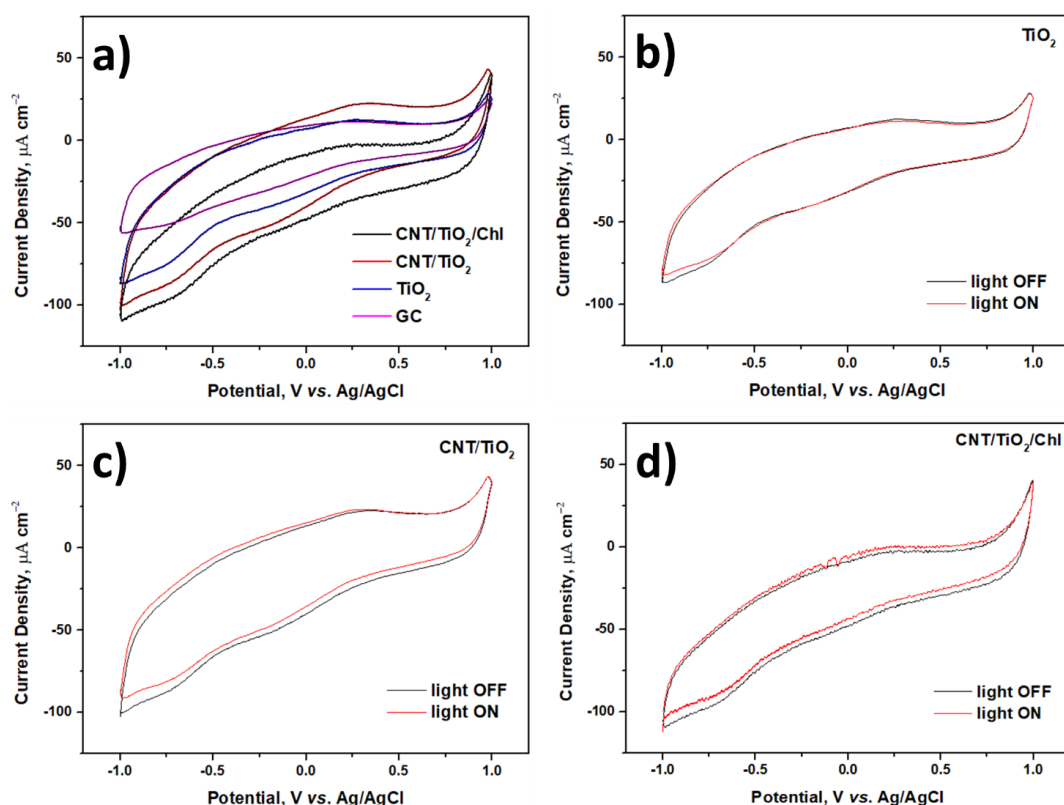 a)
50
0
-50
-100
Current Density, µA cm⁻²
-1.0 -0.5 0.0 0.5 1.0
Potential, V vs. Ag/AgCl
CNT/TiO₂/Chl
CNT/TiO₂
TiO₂
GC
b)
TiO₂
50
0
-50
-100
Current Density, µA cm⁻²
-1.0 -0.5 0.0 0.5 1.0
Potential, V vs. Ag/AgCl
light OFF
light ON
c)
CNT/TiO₂
50
0
-50
-100
Current Density, µA cm⁻²
-1.0 -0.5 0.0 0.5 1.0
Potential, V vs. Ag/AgCl
light OFF
light ON
d)
CNT/TiO₂/Chl
50
0
-50
-100
Current Density, µA cm⁻²
-1.0 -0.5 0.0 0.5 1.0
Potential, V vs. Ag/AgCl
light OFF
light ON